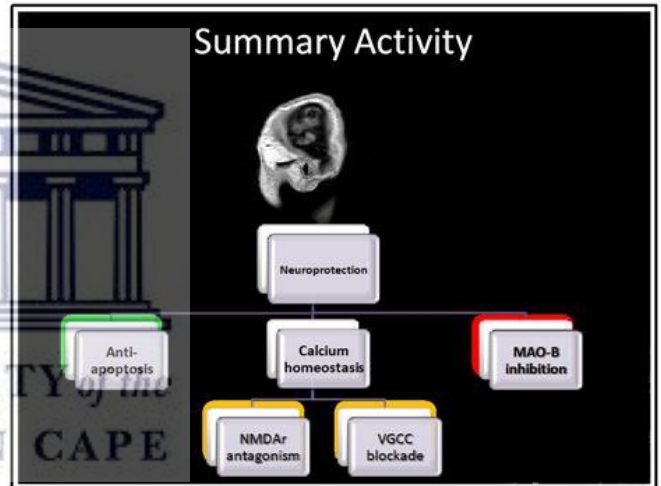 Summary Activity
Neuroprotection
Anti-
apoptosis
Calcium
homeostasis
MAO-B
inhibition
TY of the
CAPE
NMDAr
antagonism
VGCC
blockade